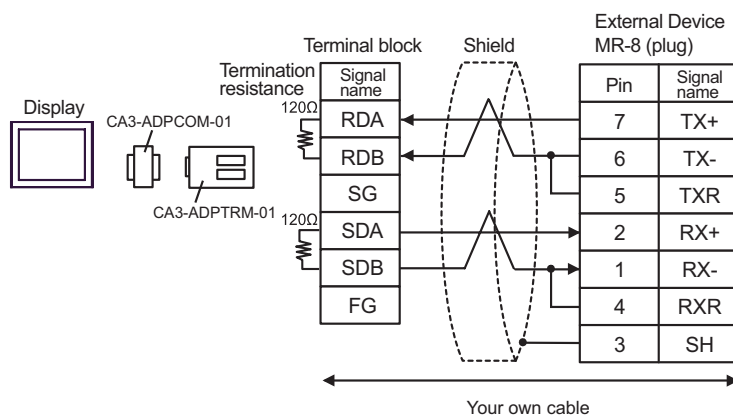 External Device
MR-8 (plug)
Terminal block
Shield
Termination
resistance
Signal
name
Pin
Signal
name
Display
CA3-ADPCOM-01
CA3-ADPTRM-01
120Ω
RDA
7
TX+
RDB
6
TX-
SG
5
TXR
120Ω
SDA
2
RX+
SDB
1
RX-
FG
4
RXR
3
SH
Your own cable